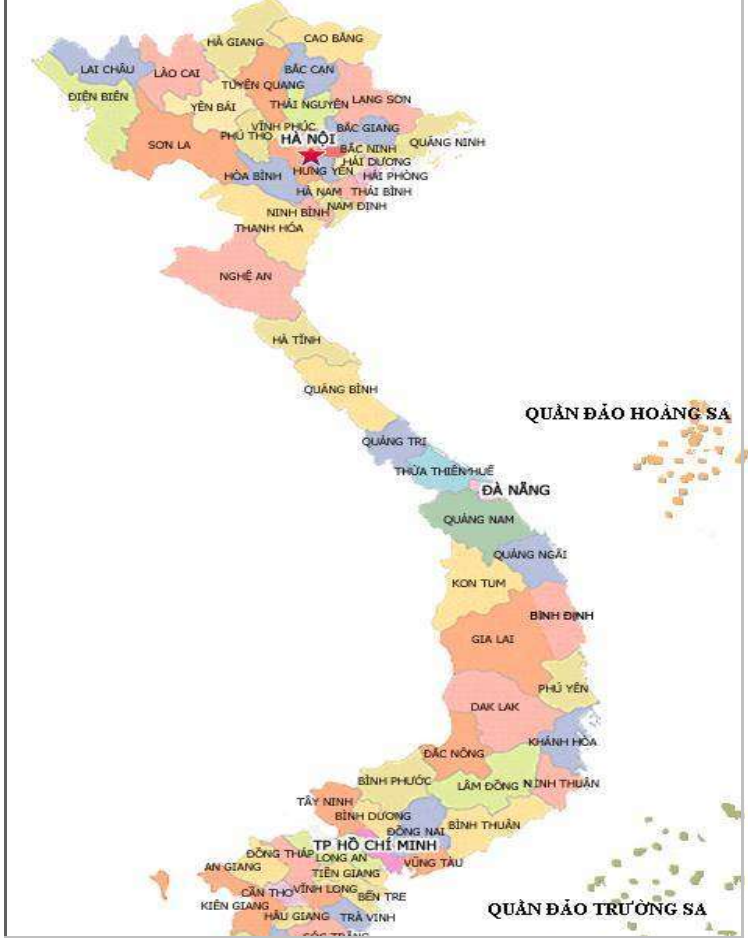 CAO BẰNG
HÀ GIANG
LAI CHÂU
LÀO CAI
BẮC CẠN
TUYÊN QUANG
ĐIỆN BIÊN
YÊN BÁI
THÁI NGUYÊN
LẠNG SƠN
VĨNH PHÚC
BẮC GIANG
PHÚ THỌ
HÀ NỘI
QUẢNG NINH
SƠN LA
BẮC NINH
HẢI DƯƠNG
HÒA BÌNH
HƯNG YÊN
HẢI PHÒNG
HÀ NAM
THÁI BÌNH
NINH BÌNH
NAM ĐỊNH
THANH HÓA
NGHỆ AN
HÀ TĨNH
QUẢNG BÌNH
QUẦN ĐẢO HOÀNG SA
QUẢNG TRỊ
THỪA THIÊN-HUẾ
ĐÀ NẴNG
QUẢNG NAM
QUẢNG NGÃI
KON TUM
BÌNH ĐỊNH
GIA LAI
PHÚ YÊN
DAK LAK
KHÁNH HÒA
ĐẮC NÔNG
BÌNH PHƯỚC
LÂM ĐỒNG
NINH THUẬN
TÂY NINH
BÌNH DƯƠNG
ĐỒNG NAI
BÌNH THUẬN
TP HỒ CHÍ MINH
ĐỒNG THÁP
LONG AN
VŨNG TÀU
AN GIANG
TIỀN GIANG
CẦN THƠ
VĨNH LONG
BẾN TRE
KIÊN GIANG
HẬU GIANG
TRÀ VINH
QUẦN ĐẢO TRƯỜNG SA